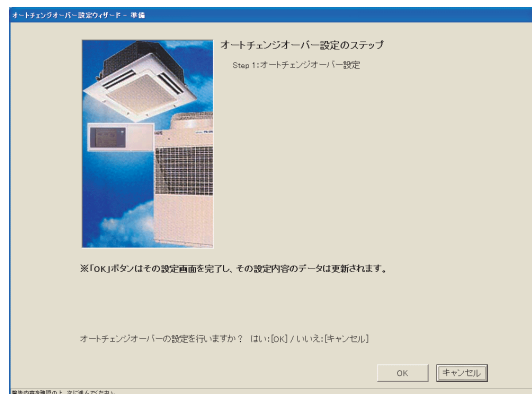 オートチェンジオーバー設定ウィザード - 準備
オートチェンジオーバー設定のステップ
Step 1:オートチェンジオーバー設定
※「OK」ボタンはその設定画面を完了し、その設定内容のデータは更新されます。
オートチェンジオーバーの設定を行いますか？ はい:[OK] / いいえ:[キャンセル]
OK
キャンセル